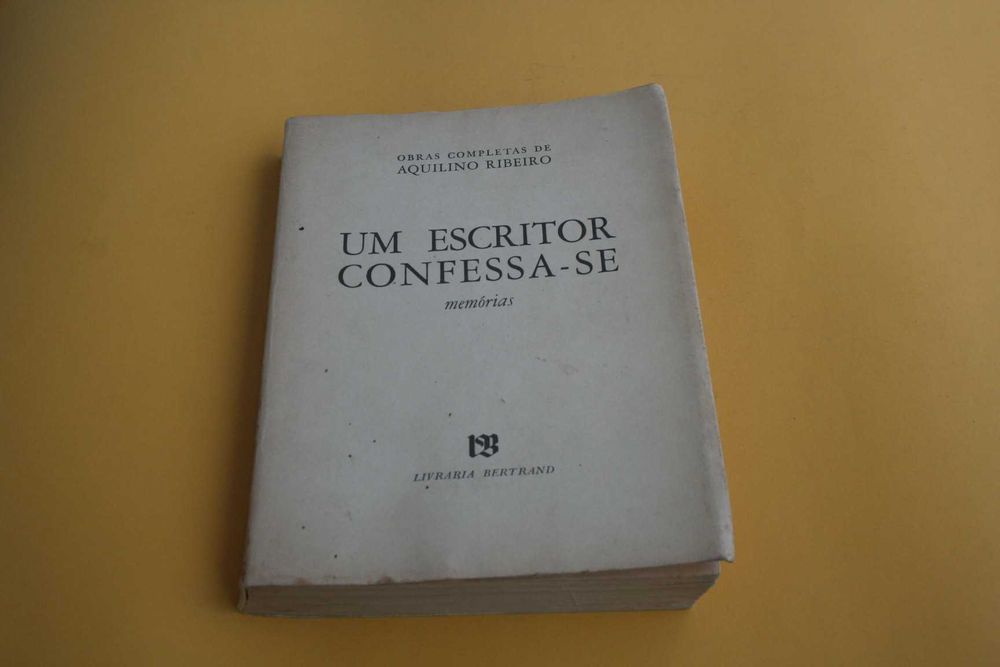 OBRAS COMPLETAS DE
AQUILINO RIBEIRO
UM ESCRITOR
CONFESSA-SE
memórias
LIVRARIA BERTRAND